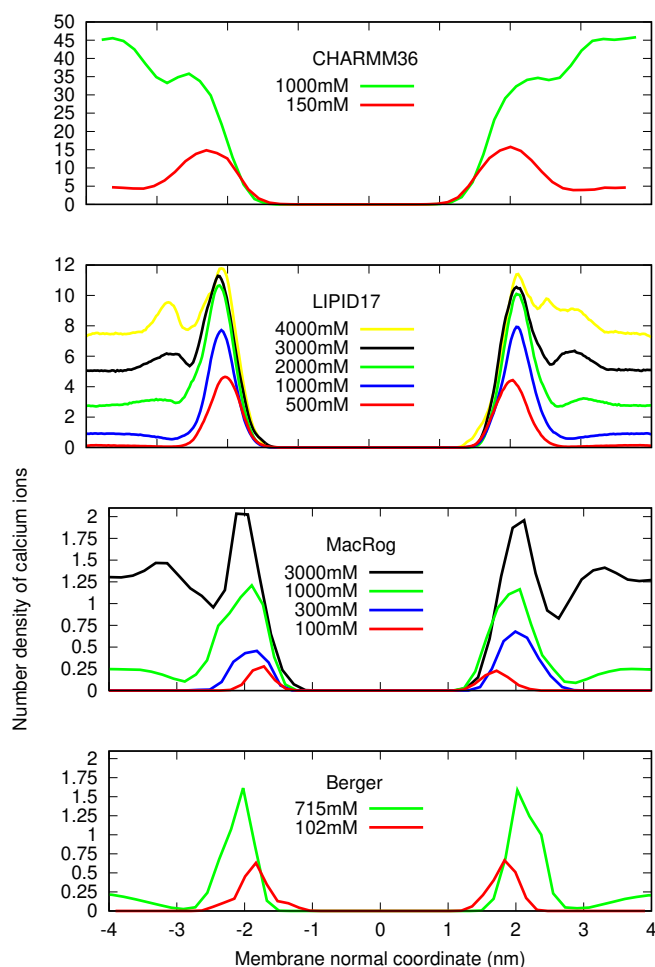 50
45
40
35
30
25
20
15
10
5
0
CHARMM36
1000mM
150mM
12
10
8
6
4
2
0
LIPID17
4000mM
3000mM
2000mM
1000mM
500mM
Number density of calcium ions
2
1.75
1.5
1.25
1
0.75
0.5
0.25
0
MacRog
3000mM
1000mM
300mM
100mM
2
1.75
1.5
1.25
1
0.75
0.5
0.25
0
Berger
715mM
102mM
-4 -3 -2 -1 0 1 2 3 4
Membrane normal coordinate (nm)